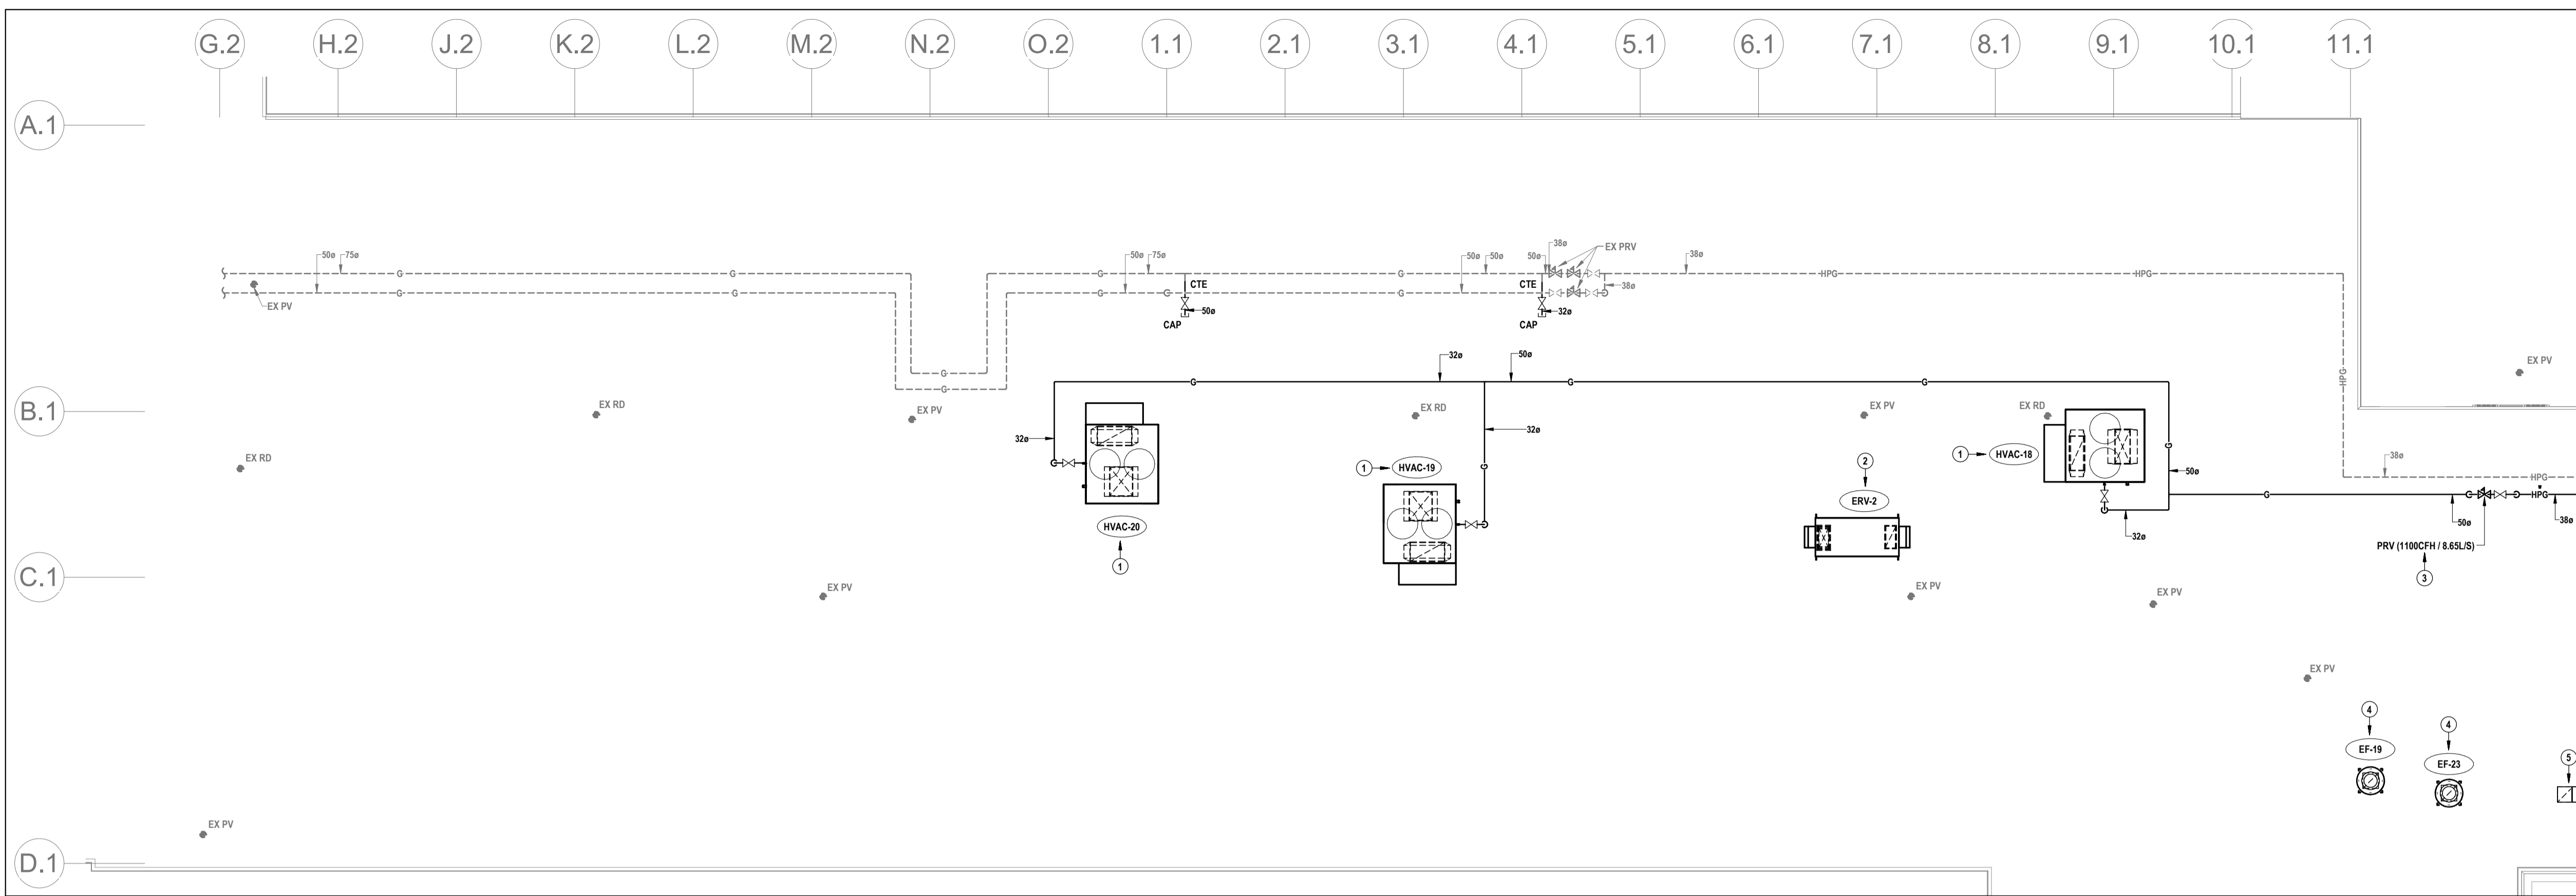 G.2 H.2 J.2 K.2 L.2 M.2 N.2 O.2 1.1 2.1 3.1 4.1 5.1 6.1 7.1 8.1 9.1 10.1 11.1
A.1
38ø EX PRV
50ø 75ø 50ø 75ø 50ø 50ø 50ø 38ø
G G G G HPG HPG
CTE CTE 38ø
G G G G
EX PV
50ø 32ø
CAP CAP
32ø 50ø
EX PV
G HPG
G G G G
EX RD EX PV EX RD EX PV EX RD
B.1
32ø 32ø
G
EX RD
1 HVAC-19 2 1 HVAC-18 38ø
G 50ø
HPG
ERV-2
G HPG
HVAC-20
50ø 38ø
32ø
PRV (1100CFH / 8.65L/S)
1
3
C.1
EX PV EX PV EX PV
EX PV
4 4
EF-19
EF-23 5
EX PV
D.1